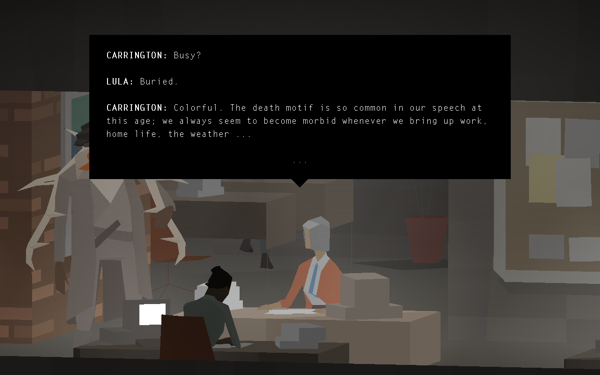 CARRINGTON: Busy?
LULA: Buried.
CARRINGTON: Colorful. The death motif is so common in our speech at
this age; we always seem to become morbid whenever we bring up work,
home life, the weather ...
...